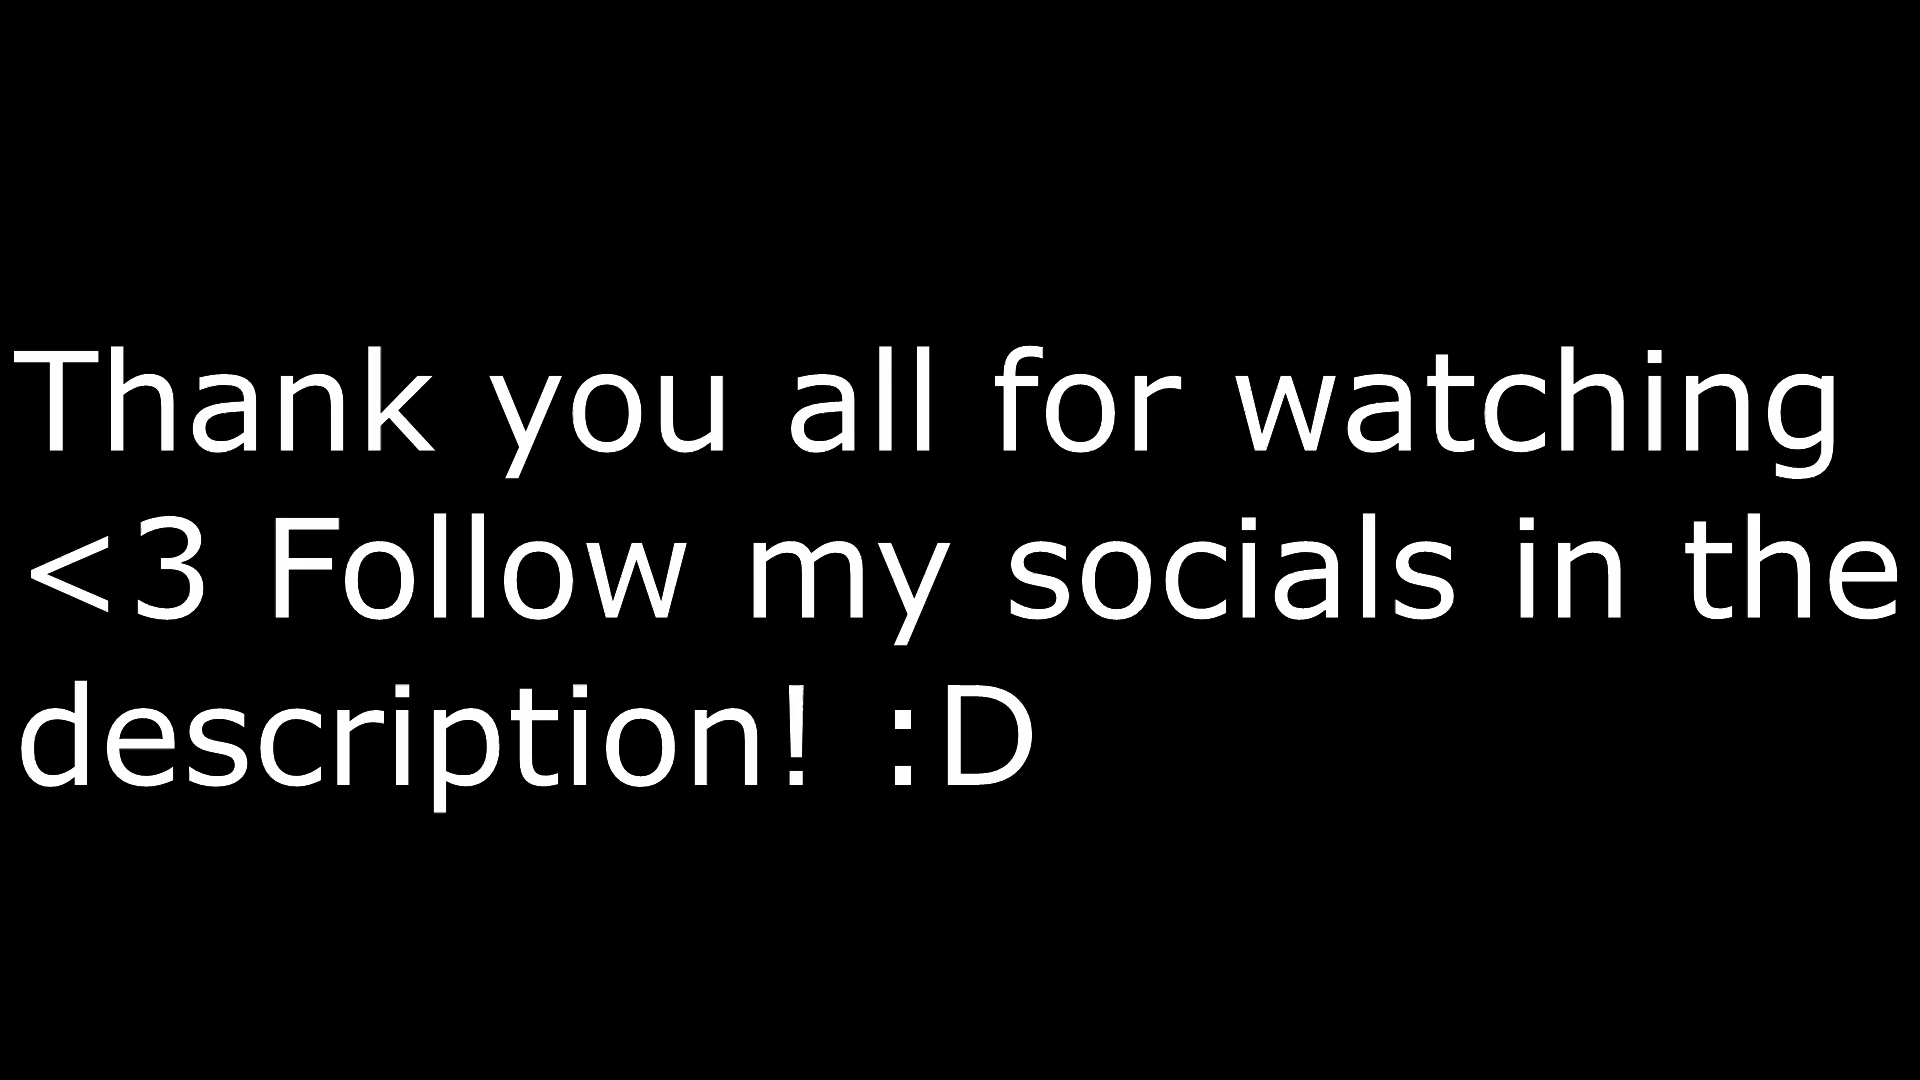 Thank you all for watching
<3 Follow my socials in the
description! :D